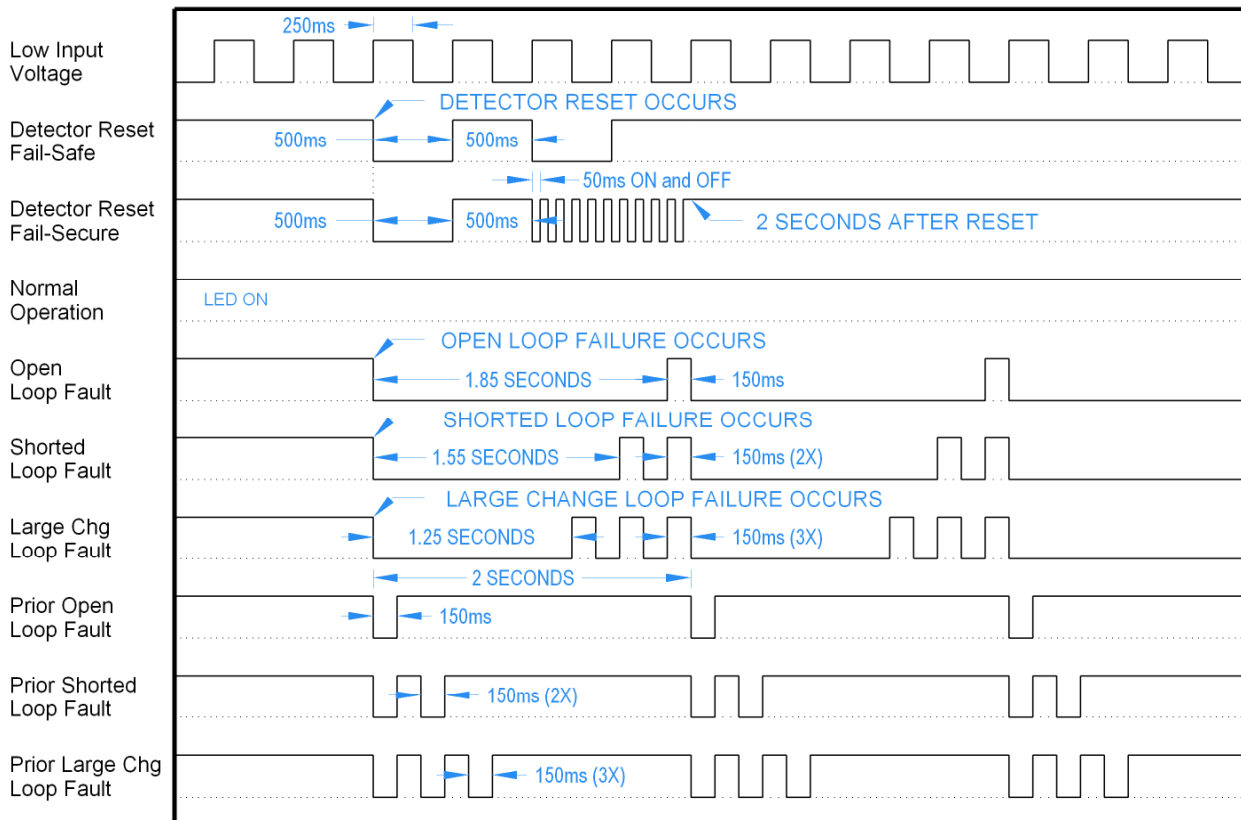 250ms
Low Input
Voltage
DETECTOR RESET OCCURS
Detector Reset
Fail-Safe
500ms
500ms
50ms ON and OFF
Detector Reset
Fail-Secure
500ms
500ms
2 SECONDS AFTER RESET
Normal
Operation
LED ON
OPEN LOOP FAILURE OCCURS
Open
Loop Fault
1.85 SECONDS
150ms
SHORTED LOOP FAILURE OCCURS
Shorted
Loop Fault
1.55 SECONDS
150ms (2X)
LARGE CHANGE LOOP FAILURE OCCURS
Large Chg
Loop Fault
1.25 SECONDS
150ms (3X)
2 SECONDS
Prior Open
Loop Fault
150ms
Prior Shorted
Loop Fault
150ms (2X)
Prior Large Chg
Loop Fault
150ms (3X)